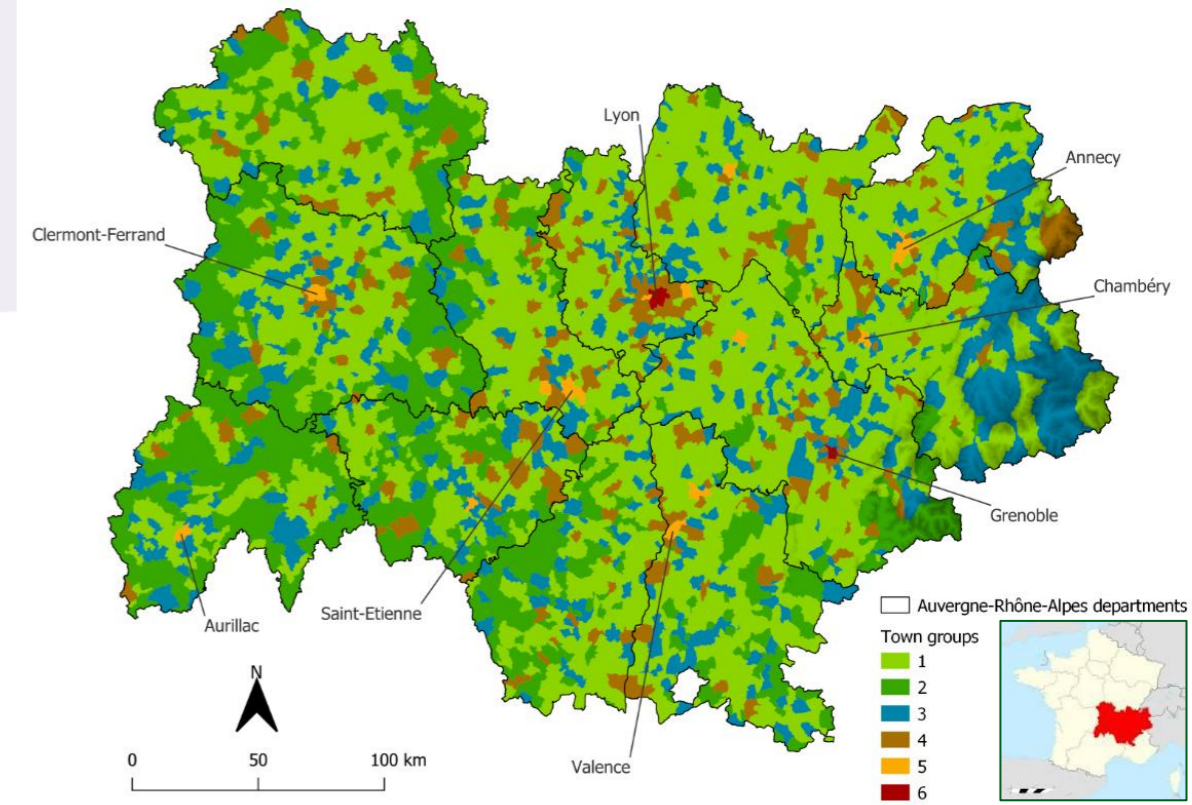 Lyon
Annecy
Clermont-Ferrand
Chambéry
Grenoble
Saint-Etienne
Aurillac
Valence
N
0 50 100 km
Auvergne-Rhône-Alpes departments
Town groups
1
2
3
4
5
6